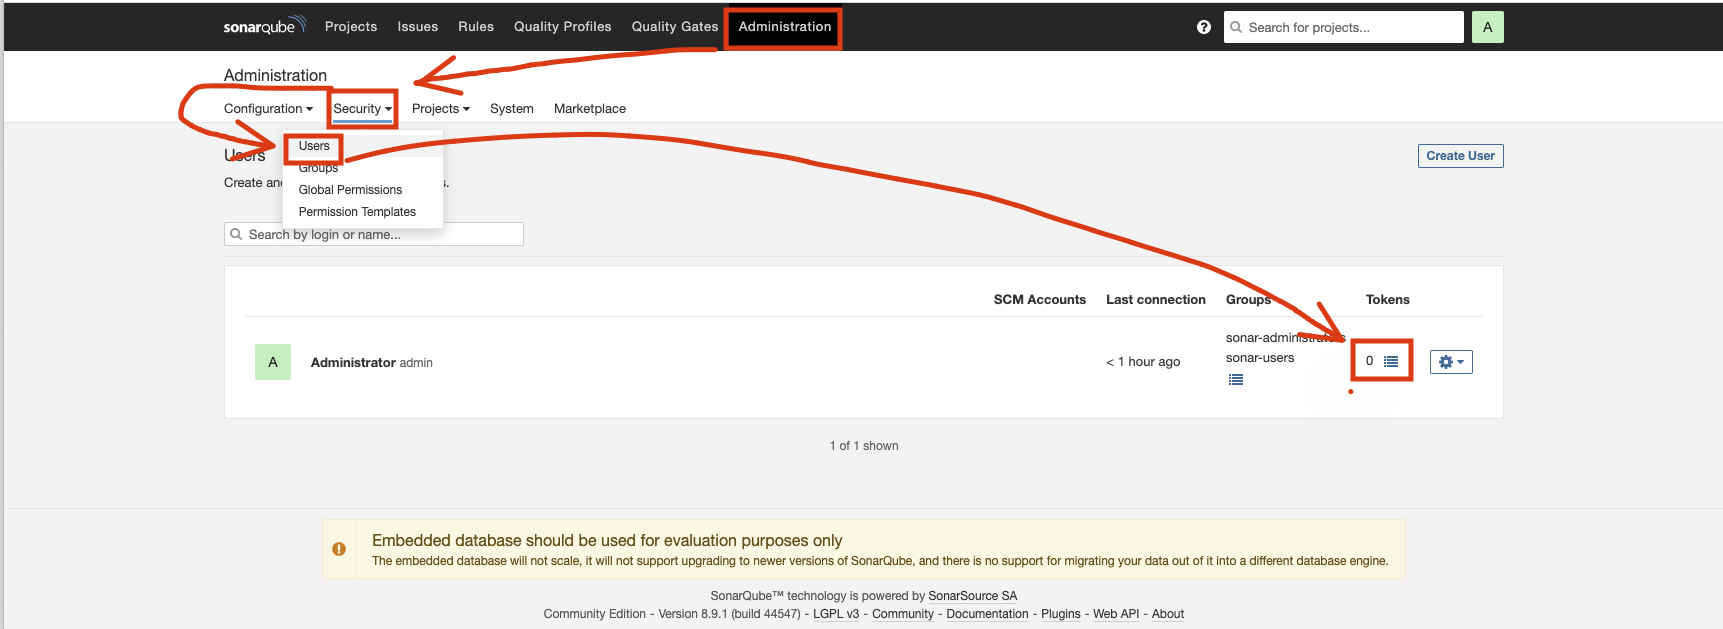 sonarqube Projects Issues Rules Quality Profiles Quality Gates Administration ? Search for projects... A
Administration
Configuration Security Projects System Marketplace
Users
Users
Create User
Groups
Create an s.
Global Permissions
Permission Templates
Search by login or name...
SCM Accounts Last connection Groups Tokens
A Administrator admin < 1 hour ago
sonar-administrators
sonar-users
0
1 of 1 shown
Embedded database should be used for evaluation purposes only
The embedded database will not scale, it will not support upgrading to newer versions of SonarQube, and there is no support for migrating your data out of it into a different database engine.
SonarQube™ technology is powered by SonarSource SA
Community Edition - Version 8.9.1 (build 44547) - LGPL v3 - Community - Documentation - Plugins - Web API - About